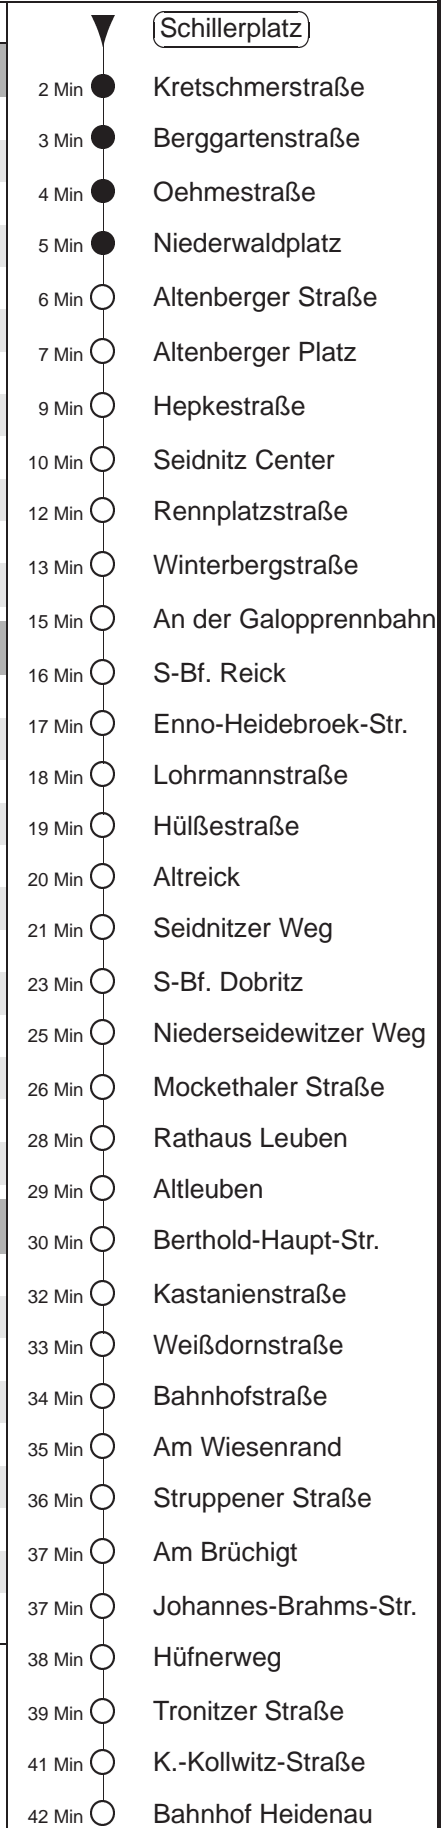 Schillerplatz
2 Min Kretschmerstraße
3 Min Berggartenstraße
4 Min Oehmestraße
5 Min Niederwaldplatz
6 Min Altenberger Straße
7 Min Altenberger Platz
9 Min Hepkestraße
10 Min Seidnitz Center
12 Min Rennplatzstraße
13 Min Winterbergstraße
15 Min An der Galopprennbahn
16 Min S-Bf. Reick
17 Min Enno-Heidebroek-Str.
18 Min Lohrmannstraße
19 Min Hülßestraße
20 Min Altreick
21 Min Seidnitzer Weg
23 Min S-Bf. Dobritz
25 Min Niederseidewitzer Weg
26 Min Mockethaler Straße
28 Min Rathaus Leuben
29 Min Altleuben
30 Min Berthold-Haupt-Str.
32 Min Kastanienstraße
33 Min Weißdornstraße
34 Min Bahnhofstraße
35 Min Am Wiesenrand
36 Min Struppener Straße
37 Min Am Brüchigt
37 Min Johannes-Brahms-Str.
38 Min Hüfnerweg
39 Min Tronitzer Straße
41 Min K.-Kollwitz-Straße
42 Min Bahnhof Heidenau